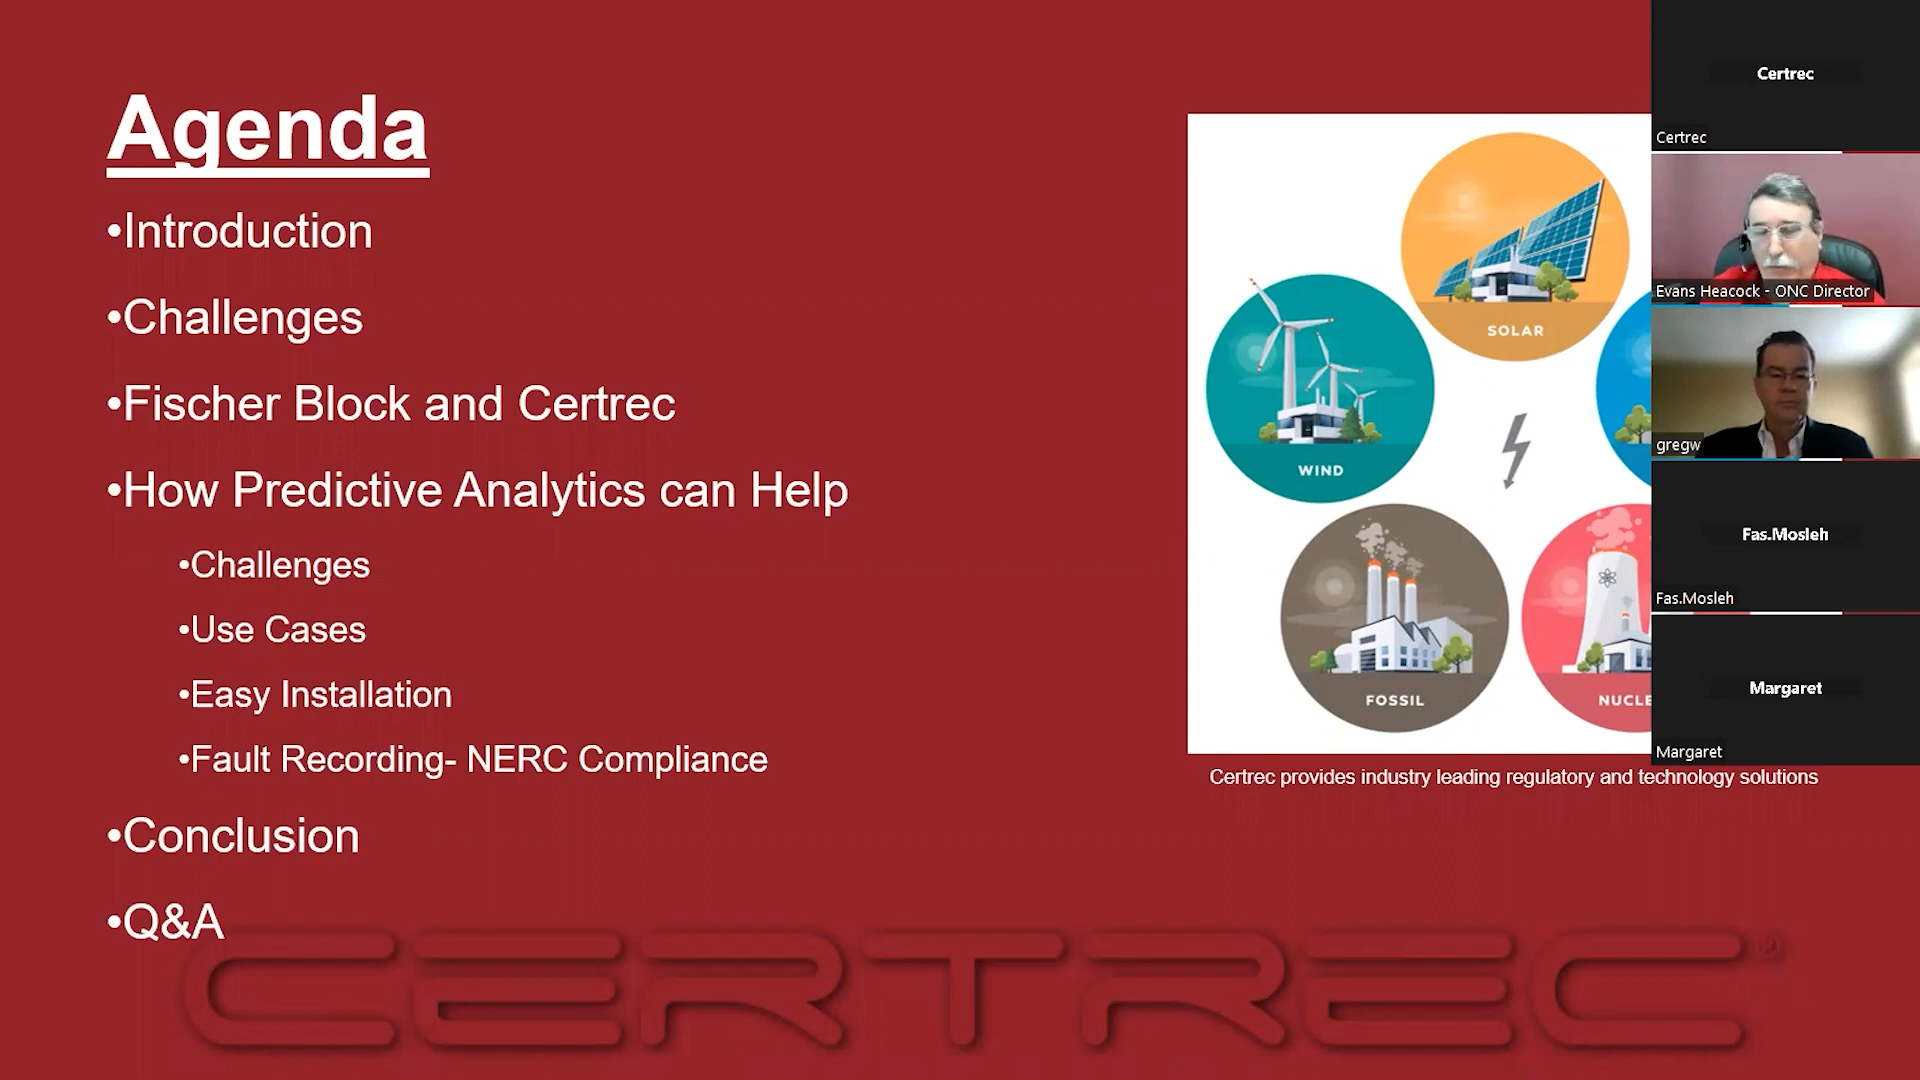 Agenda
•Introduction
•Challenges
•Fischer Block and Certrec
•How Predictive Analytics can Help
•Challenges
•Use Cases
•Easy Installation
•Fault Recording- NERC Compliance
•Conclusion
•Q&A
SOLAR
WIND
FOSSIL
NUCLE
Certrec provides industry leading regulatory and technology solutions
CERTREC®
Certrec
Certrec
Evans Heacock - ONC Director
gregw
Fas.Mosleh
Fas.Mosleh
Margaret
Margaret